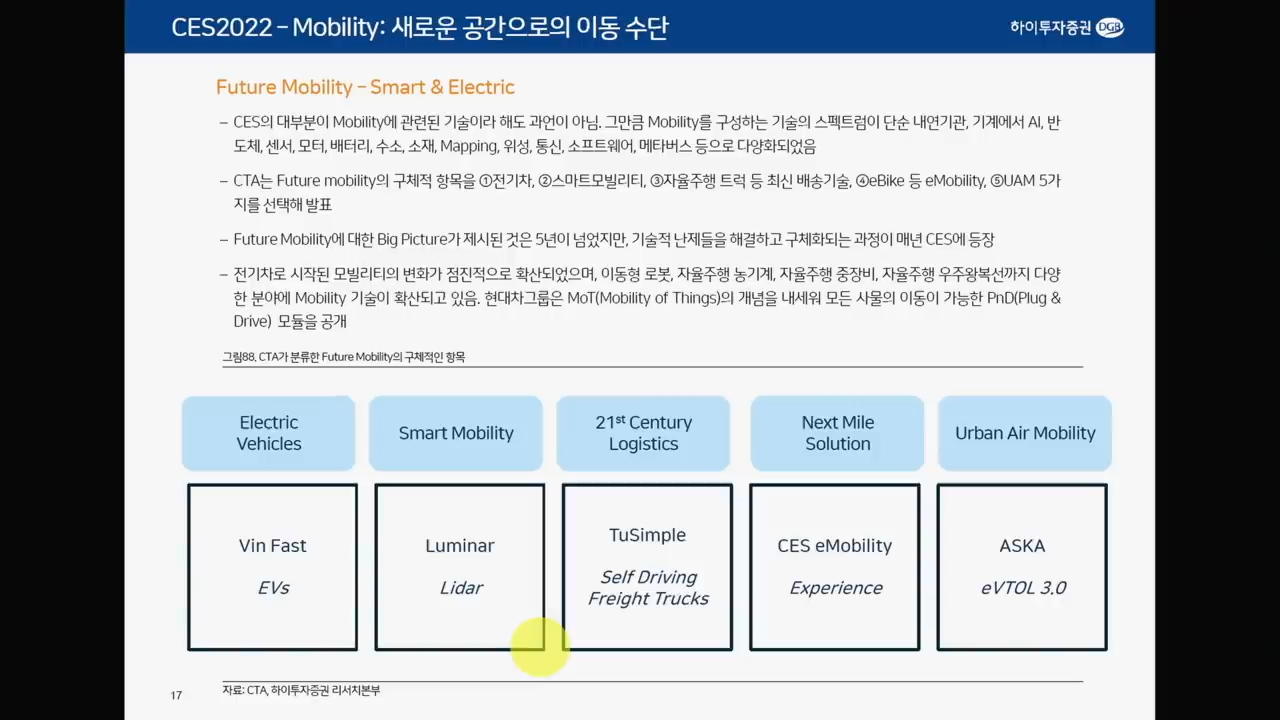 CES2022 – Mobility: 새로운 공간으로의 이동 수단
하이투자증권 DGB
Future Mobility – Smart & Electric
– CES의 대부분이 Mobility에 관련된 기술이라 해도 과언이 아님. 그만큼 Mobility를 구성하는 기술의 스펙트럼이 단순 내연기관, 기계에서 AI, 반
도체, 센서, 모터, 배터리, 수소, 소재, Mapping, 위성, 통신, 소프트웨어, 메타버스 등으로 다양화되었음
– CTA는 Future mobility의 구체적 항목을 ①전기차, ②스마트모빌리티, ③자율주행 트럭 등 최신 배송기술, ④eBike 등 eMobility, ⑤UAM 5가
지를 선택해 발표
– Future Mobility에 대한 Big Picture가 제시된 것은 5년이 넘었지만, 기술적 난제들을 해결하고 구체화되는 과정이 매년 CES에 등장
– 전기차로 시작된 모빌리티의 변화가 점진적으로 확산되었으며, 이동형 로봇, 자율주행 농기계, 자율주행 중장비, 자율주행 우주왕복선까지 다양
한 분야에 Mobility 기술이 확산되고 있음. 현대차그룹은 MoT(Mobility of Things)의 개념을 내세워 모든 사물의 이동이 가능한 PnD(Plug &
Drive) 모듈을 공개
그림88. CTA가 분류한 Future Mobility의 구체적인 항목
Electric
Vehicles
Smart Mobility
21st Century
Logistics
Next Mile
Solution
Urban Air Mobility
Vin Fast
EVs
Luminar
Lidar
TuSimple
Self Driving
Freight Trucks
CES eMobility
Experience
ASKA
eVTOL 3.0
17
자료: CTA, 하이투자증권 리서치본부